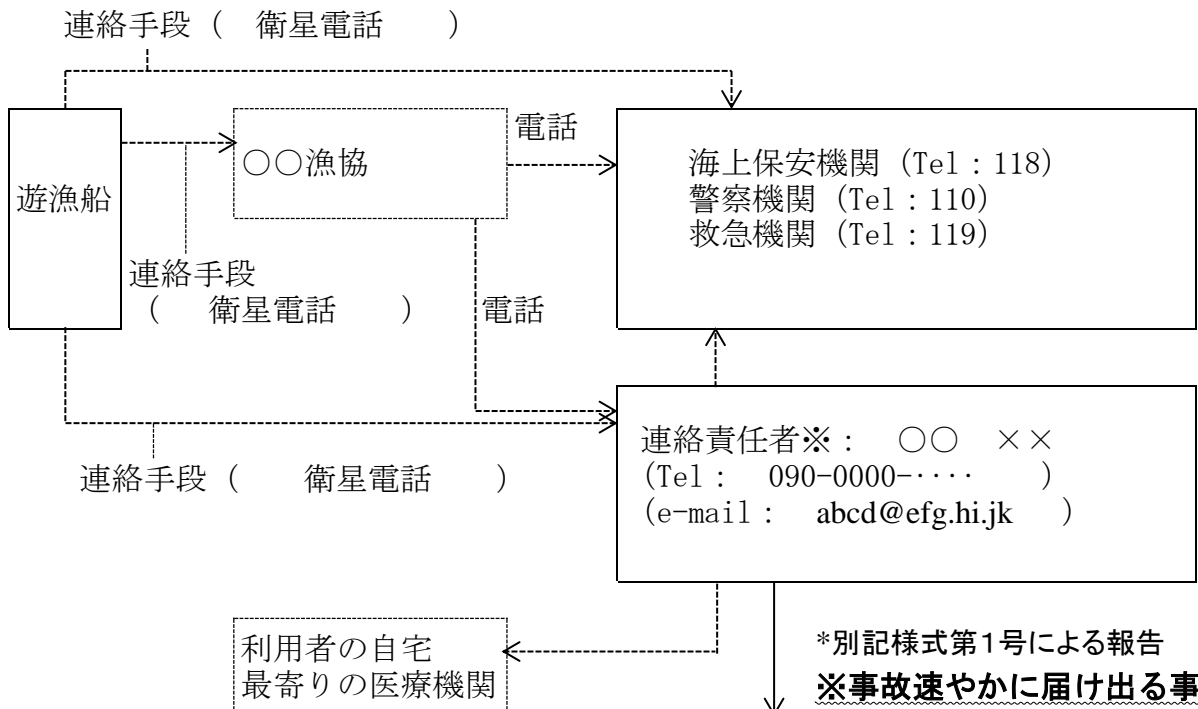 連絡手段（　衛星電話　　）
遊漁船
○○漁協
電話
海上保安機関（Tel：118）
警察機関（Tel：110）
救急機関（Tel：119）
連絡手段
（　衛星電話　　）
電話
連絡責任者※：　○○　××
(Tel：　090-0000-‥‥　　)
(e-mail：　abcd@efg.hi.jk　)
連絡手段（　　衛星電話　　）
利用者の自宅
最寄りの医療機関
*別記様式第１号による報告
※事故速やかに届け出る事